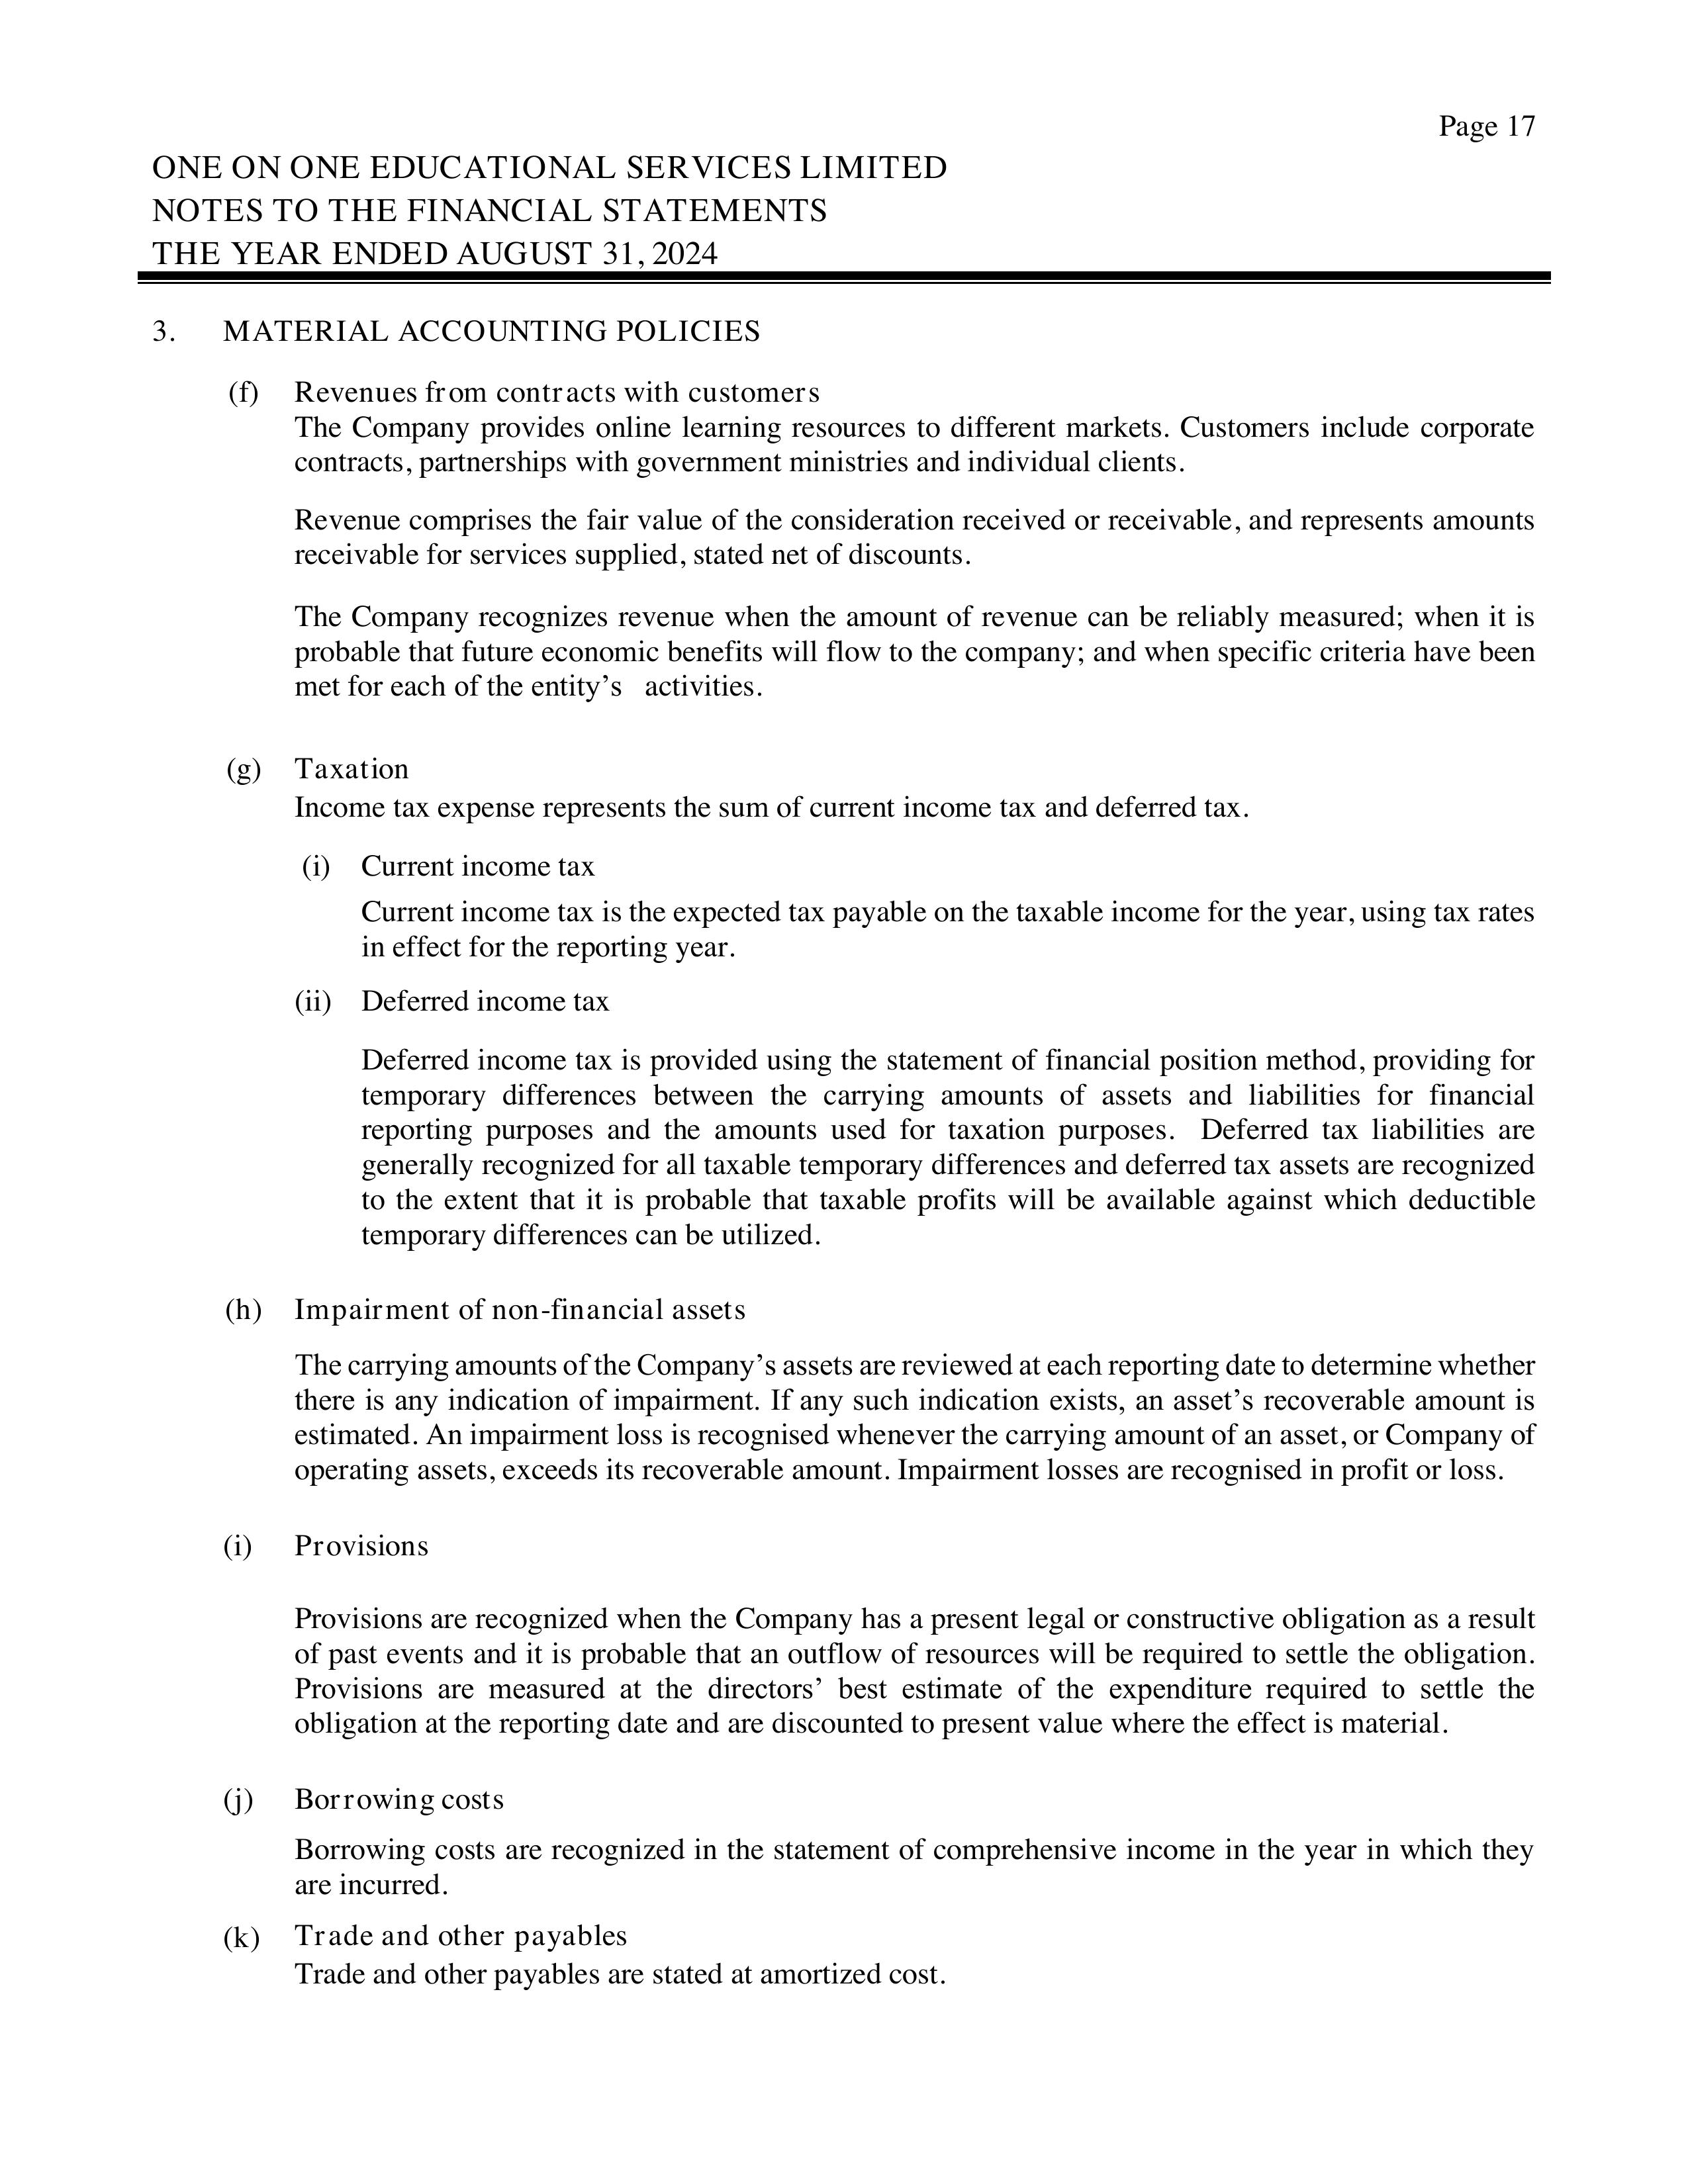 Page 17
ONE ON ONE EDUCATIONAL SERVICES LIMITED
NOTES TO THE FINANCIAL STATEMENTS
THE YEAR ENDED AUGUST 31, 2024
3. MATERIAL ACCOUNTING POLICIES
(f) Revenues from contracts with customers
The Company provides online learning resources to different markets. Customers include corporate
contracts, partnerships with government ministries and individual clients.
Revenue comprises the fair value of the consideration received or receivable, and represents amounts
receivable for services supplied, stated net of discounts.
The Company recognizes revenue when the amount of revenue can be reliably measured; when it is
probable that future economic benefits will flow to the company; and when specific criteria have been
met for each of the entity’s activities.
(g) Taxation
Income tax expense represents the sum of current income tax and deferred tax.
(i) Current income tax
Current income tax is the expected tax payable on the taxable income for the year, using tax rates
in effect for the reporting year.
(ii) Deferred income tax
Deferred income tax is provided using the statement of financial position method, providing for
temporary differences between the carrying amounts of assets and liabilities for financial
reporting purposes and the amounts used for taxation purposes. Deferred tax liabilities are
generally recognized for all taxable temporary differences and deferred tax assets are recognized
to the extent that it is probable that taxable profits will be available against which deductible
temporary differences can be utilized.
(h) Impairment of non-financial assets
The carrying amounts of the Company’s assets are reviewed at each reporting date to determine whether
there is any indication of impairment. If any such indication exists, an asset’s recoverable amount is
estimated. An impairment loss is recognised whenever the carrying amount of an asset, or Company of
operating assets, exceeds its recoverable amount. Impairment losses are recognised in profit or loss.
(i) Provisions
Provisions are recognized when the Company has a present legal or constructive obligation as a result
of past events and it is probable that an outflow of resources will be required to settle the obligation.
Provisions are measured at the directors’ best estimate of the expenditure required to settle the
obligation at the reporting date and are discounted to present value where the effect is material.
(j) Borrowing costs
Borrowing costs are recognized in the statement of comprehensive income in the year in which they
are incurred.
(k) Trade and other payables
Trade and other payables are stated at amortized cost.